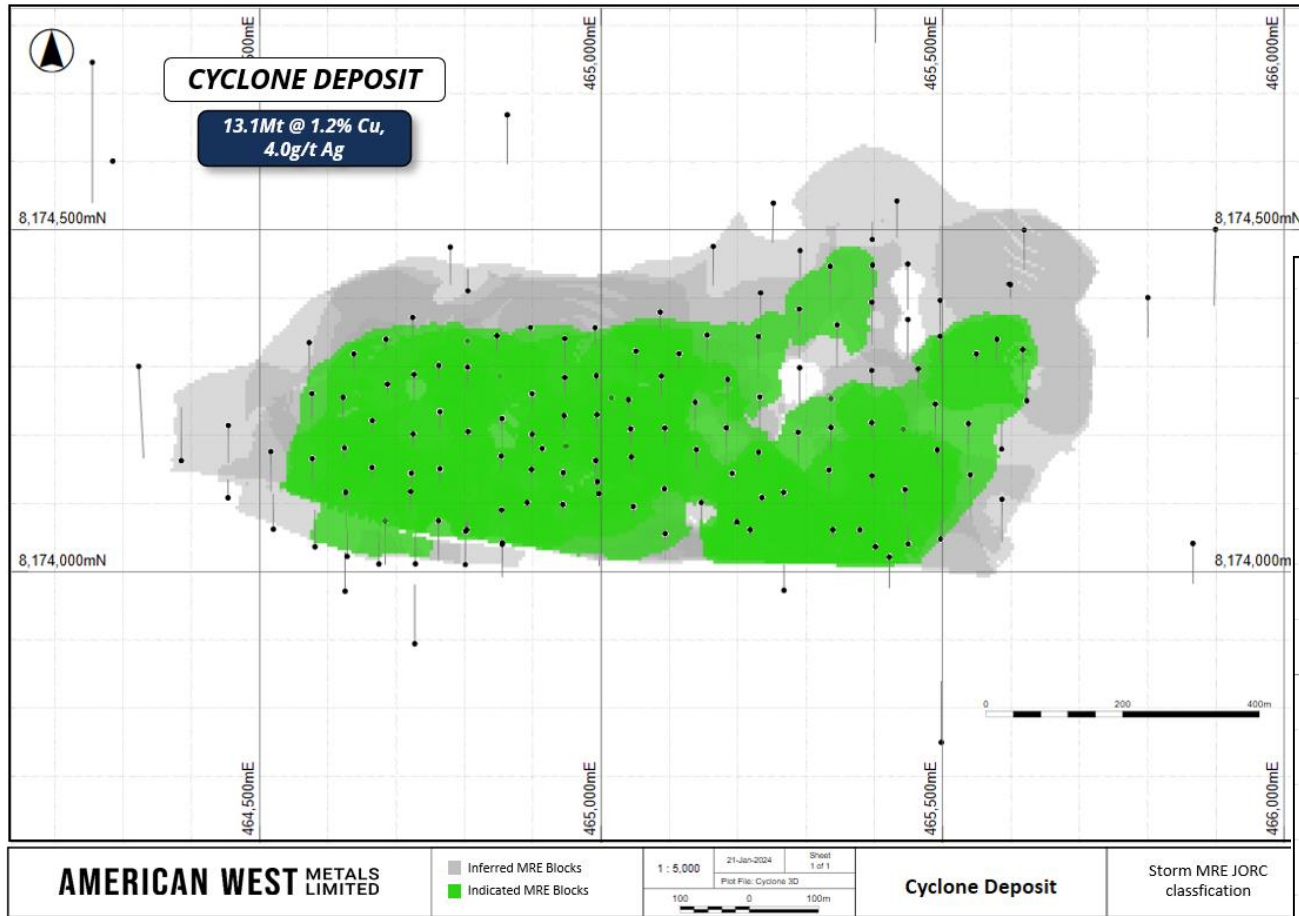 CYCLONE DEPOSIT
13.1Mt @ 1.2% Cu,
4.0g/t Ag
465,000mE
465,500mE
466,000mE
8,174,500mN
8,174,500mN
8,174,000mN
8,174,000m
0 200 400m
464,500mE
465,000mE
465,500mE
466,000mE
AMERICAN WEST METALS LIMITED
Inferred MRE Blocks
Indicated MRE Blocks
1 : 5,000
21-Jan-2024
Sheet
1 of 1
Plot File: Cyclone 3D
100 0 100m
Cyclone Deposit
Storm MRE JORC
classfication